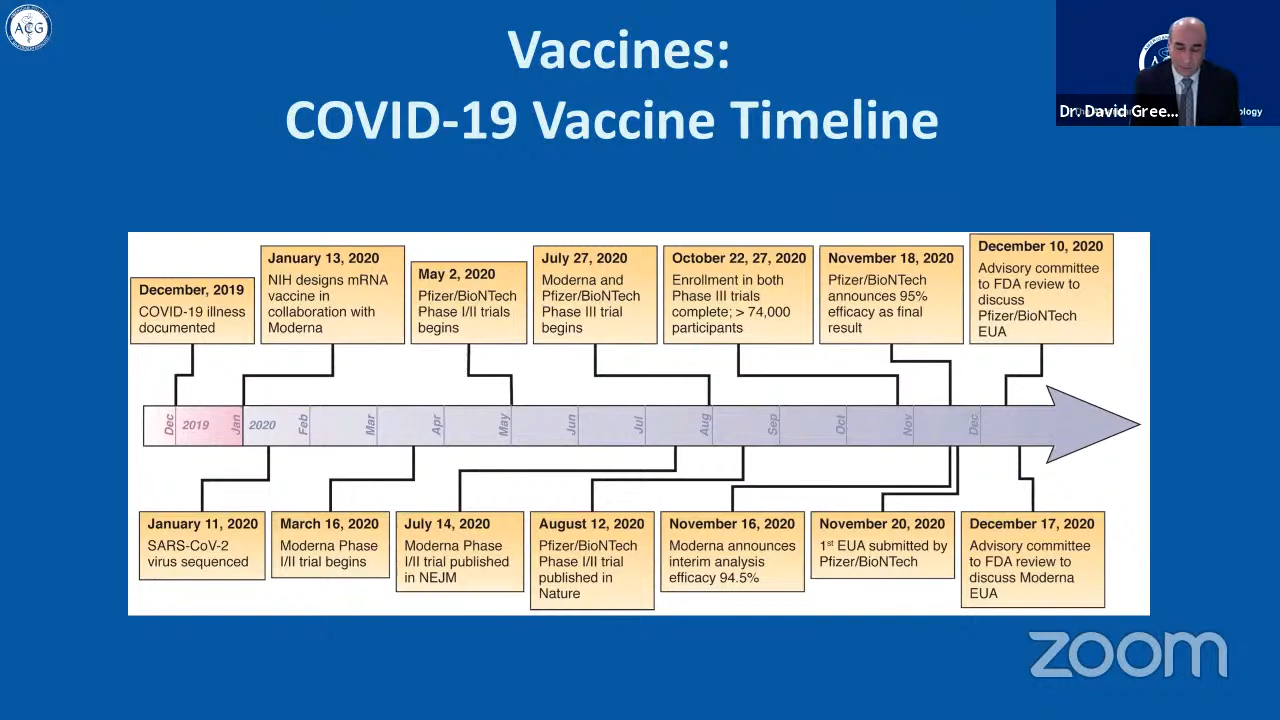 ACG
Vaccines:
COVID-19 Vaccine Timeline
Dr. David Gree...
ology
December, 2019
COVID-19 illness
documented
January 13, 2020
NIH designs mRNA
vaccine in
collaboration with
Moderna
May 2, 2020
Pfizer/BioNTech
Phase I/II trials
begins
July 27, 2020
Moderna and
Pfizer/BioNTech
Phase III trial
begins
October 22, 27, 2020
Enrollment in both
Phase III trials
complete; > 74,000
participants
November 18, 2020
Pfizer/BioNTech
announces 95%
efficacy as final
result
December 10, 2020
Advisory committee
to FDA review to
discuss
Pfizer/BioNTech
EUA
Dec 2019 Jan 2020 Feb Mar Apr May Jun Jul Aug Sep Oct Nov Dec
January 11, 2020
SARS-CoV-2
virus sequenced
March 16, 2020
Moderna Phase
I/II trial begins
July 14, 2020
Moderna Phase
I/II trial published
in NEJM
August 12, 2020
Pfizer/BioNTech
Phase I/II trial
published in
Nature
November 16, 2020
Moderna announces
interim analysis
efficacy 94.5%
November 20, 2020
1st EUA submitted by
Pfizer/BioNTech
December 17, 2020
Advisory committee
to FDA review to
discuss Moderna
EUA
zoom